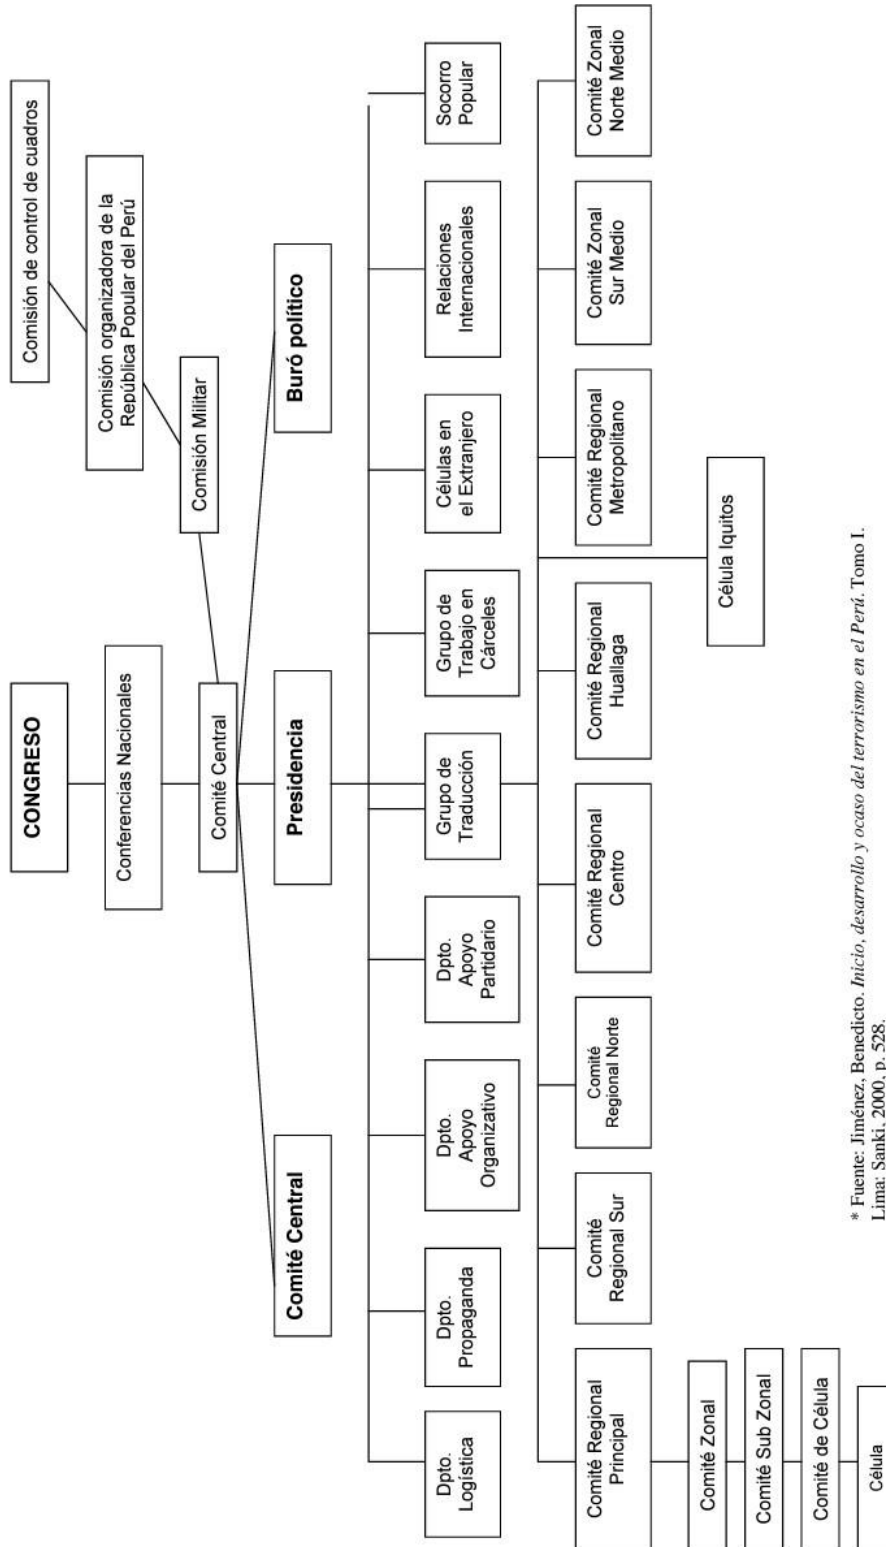 CONGRESO
Conferencias Nacionales
Comité Central
Comisión Militar
Comisión organizadora de la
República Popular del Perú
Comisión de control de cuadros
Comité Central
Presidencia
Buró político
Dpto.
Logística
Dpto.
Propaganda
Dpto.
Apoyo
Organizativo
Dpto.
Apoyo
Partidario
Grupo de
Traducción
Grupo de
Trabajo en
Cárceles
Células en
el Extranjero
Relaciones
Internacionales
Socorro
Popular
Comité Regional
Principal
Comité
Regional Sur
Comité
Regional Norte
Comité Regional
Centro
Comité Regional
Huallaga
Comité Regional
Metropolitano
Comité Zonal
Sur Medio
Comité Zonal
Norte Medio
Comité Zonal
Comité Sub Zonal
Comité de Célula
Célula
Célula Iquitos
* Fuente: Jiménez, Benedicto. Inicio, desarrollo y ocaso del terrorismo en el Perú. Tomo I.
Lima: Sanki, 2000, p. 528.